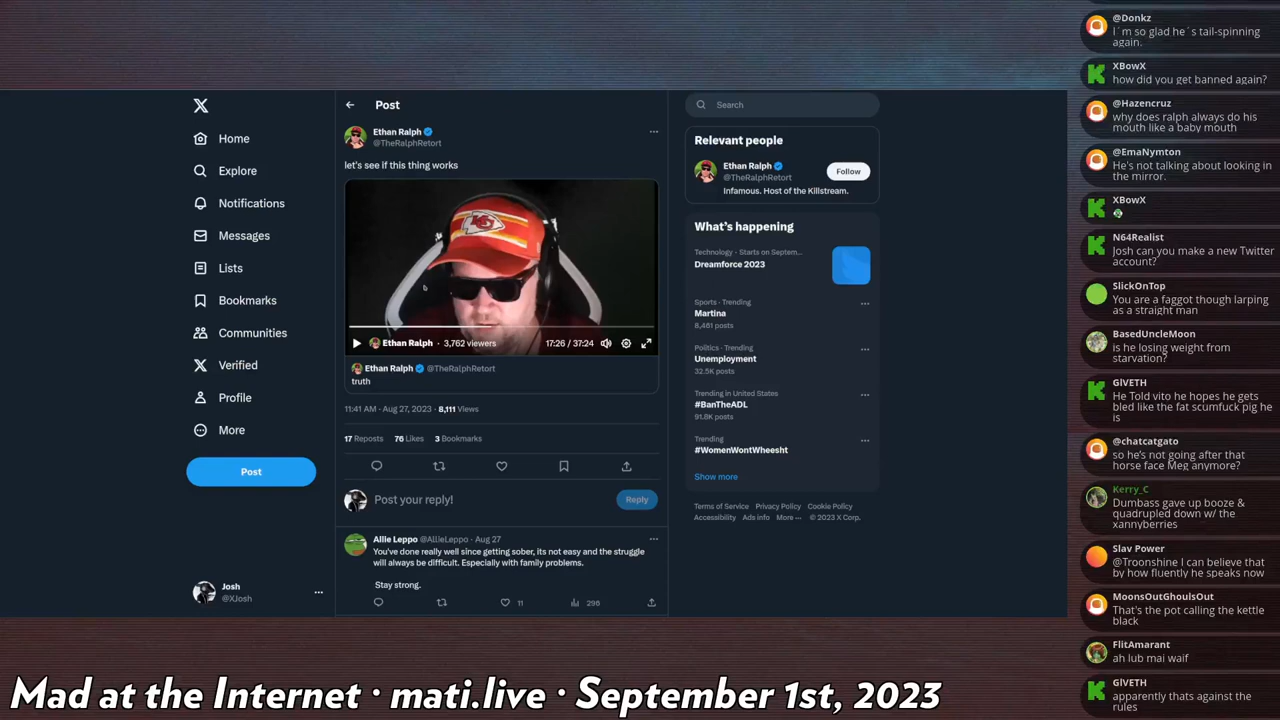 Home
Explore
Notifications
Messages
Lists
Bookmarks
Communities
Verified
Profile
More
Post
Josh
@XJosh
Post
Ethan Ralph
@TheRalphRetort
let's see if this thing works
Ethan Ralph · 3,762 viewers
17:26 / 37:24
Ethan Ralph @TheRalphRetort
truth
11:41 AM · Aug 27, 2023 · 8,111 Views
17 Reposts 76 Likes 3 Bookmarks
Post your reply!
Reply
Allie Leppo @AllieLeppo · Aug 27
You've done really well since getting sober, its not easy and the struggle
will always be difficult. Especially with family problems.
Stay strong.
11
296
Search
Relevant people
Ethan Ralph
@TheRalphRetort
Follow
Infamous. Host of the Killstream.
What's happening
Technology · Starts on Septem...
Dreamforce 2023
Sports · Trending
Martina
8,461 posts
Politics · Trending
Unemployment
32.5K posts
Trending in United States
#BanTheADL
91.8K posts
Trending
#WomenWontWheesht
Show more
Terms of Service Privacy Policy Cookie Policy
Accessibility Ads info More ··· © 2023 X Corp.
@Donkz
I´m so glad he´s tail-spinning
again.
XBowX
how did you get banned again?
@Hazencruz
why does ralph always do his
mouth like a baby mouth
@EmaNymton
He's not talking about looking in
the mirror.
XBowX
N64Realist
Josh can you make a new Twitter
account?
SlickOnTop
You are a troon though larping
as a straight man
BasedUncleMoon
is he losing weight from
starvation?
GIVETH
He Told vito he hopes he gets
bled like the fat scumfuck pig he
is
@chatcatgato
so he's not going after that
horse face Meg anymore?
Kerry_C
Dumbass gave up booze &
quadrupled down w/ the
xannyberries
Slav Power
@Troonshine I can believe that
by how fluently he speaks now
MoonsOutGhoulsOut
That's the pot calling the kettle
black
FlitAmarant
ah lub mai waif
GIVETH
apparently thats against the
rules
Mad at the Internet · mati.live · September 1st, 2023